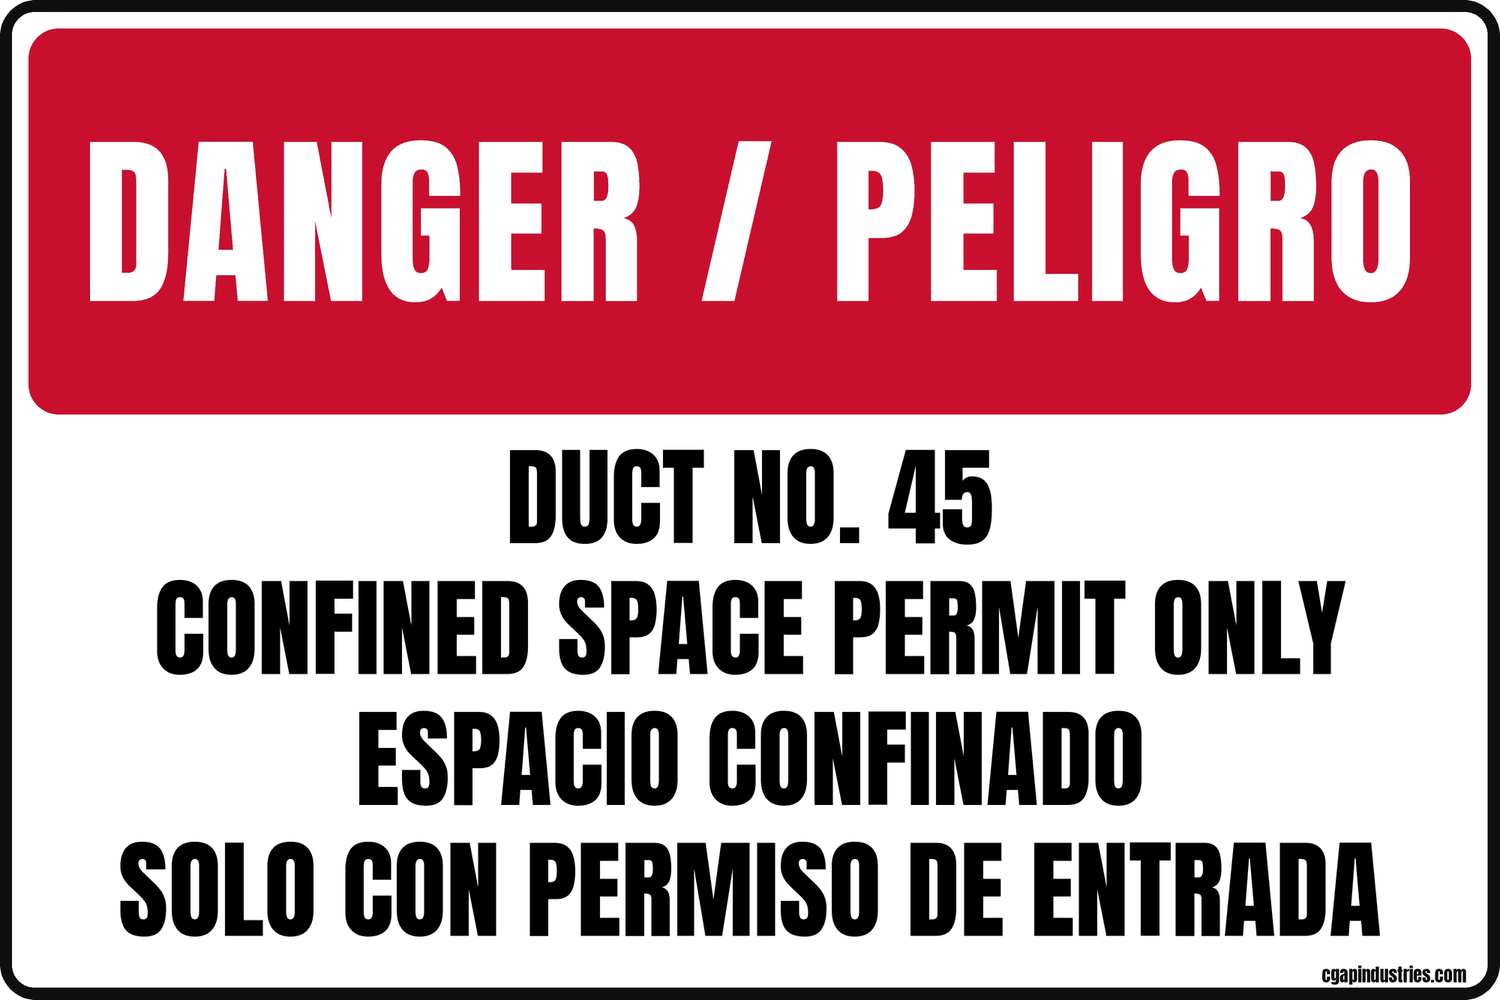 DANGER / PELIGRO
DUCT NO. 45
CONFINED SPACE PERMIT ONLY
ESPACIO CONFINADO
SOLO CON PERMISO DE ENTRADA
cgapindustries.com